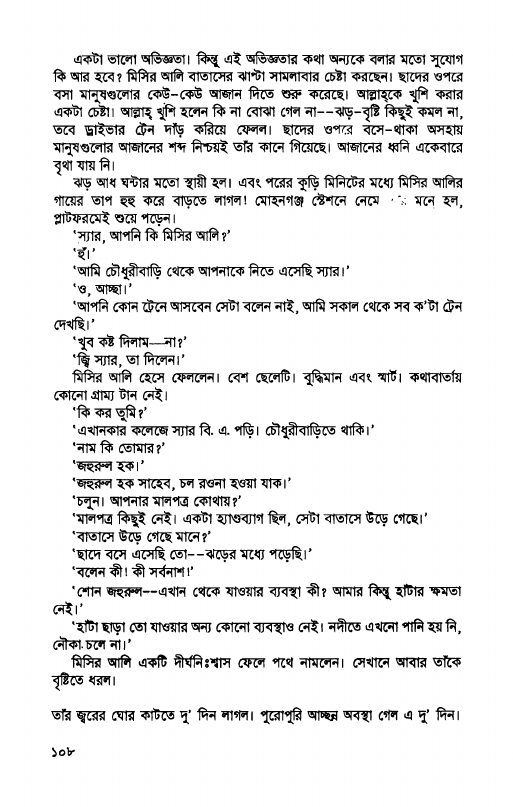 একটা ভালো অভিজ্ঞতা। কিন্তু এই অভিজ্ঞতার কথা অন্যকে বলার মতো সুযোগ
কি আর হবে? মিসির আলি বাতাসের ঝাপ্টা সামলাবার চেষ্টা করছেন। ছাদের ওপরে
বসা মানুষগুলোর কেউ-কেউ আজান দিতে শুরু করেছে। আল্লাহ্‌কে খুশি করার
একটা চেষ্টা। আল্লাহ্ খুশি হলেন কি না বোঝা গেল না--ঝড়-বৃষ্টি কিছুই কমল না,
তবে ড্রাইভার ট্রেন দাঁড় করিয়ে ফেলল। ছাদের ওপরে বসে-থাকা অসহায়
মানুষগুলোর আজানের শব্দ নিশ্চয়ই তাঁর কানে গিয়েছে। আজানের ধ্বনি একেবারে
বৃথা যায় নি।
ঝড় আধ ঘন্টার মতো স্থায়ী হল। এবং পরের কুড়ি মিনিটের মধ্যে মিসির আলির
গায়ের তাপ হুহু করে বাড়তে লাগল! মোহনগঞ্জ স্টেশনে নেমে মনে হল,
প্লাটফরমেই শুয়ে পড়েন।
'স্যার, আপনি কি মিসির আলি?'
'হুঁ।'
'আমি চৌধুরীবাড়ি থেকে আপনাকে নিতে এসেছি স্যার।'
'ও, আচ্ছা।'
'আপনি কোন ট্রেনে আসবেন সেটা বলেন নাই, আমি সকাল থেকে সব ক'টা ট্রেন
দেখছি।'
'খুব কষ্ট দিলাম—না?'
'জ্বি স্যার, তা দিলেন।'
মিসির আলি হেসে ফেললেন। বেশ ছেলেটি। বুদ্ধিমান এবং স্মার্ট। কথাবার্তায়
কোনো গ্রাম্য টান নেই।
'কি কর তুমি?'
'এখানকার কলেজে স্যার বি. এ. পড়ি। চৌধুরীবাড়িতে থাকি।'
'নাম কি তোমার?'
'জহুরুল হক।'
'জহুরুল হক সাহেব, চল রওনা হওয়া যাক।'
'চলুন। আপনার মালপত্র কোথায়?'
'মালপত্র কিছুই নেই। একটা হ্যাণ্ডব্যাগ ছিল, সেটা বাতাসে উড়ে গেছে।'
'বাতাসে উড়ে গেছে মানে?'
'ছাদে বসে এসেছি তো--ঝড়ের মধ্যে পড়েছি।'
'বলেন কী! কী সর্বনাশ!'
'শোন জহুরুল--এখান থেকে যাওয়ার ব্যবস্থা কী? আমার কিন্তু হাঁটার ক্ষমতা
নেই।'
'হাঁটা ছাড়া তো যাওয়ার অন্য কোনো ব্যবস্থাও নেই। নদীতে এখনো পানি হয় নি,
নৌকা চলে না।'
মিসির আলি একটি দীর্ঘনিঃশ্বাস ফেলে পথে নামলেন। সেখানে আবার তাঁকে
বৃষ্টিতে ধরল।
তাঁর জ্বরের ঘোর কাটতে দু' দিন লাগল। পুরোপুরি আচ্ছন্ন অবস্থা গেল এ দু' দিন।
১০৮